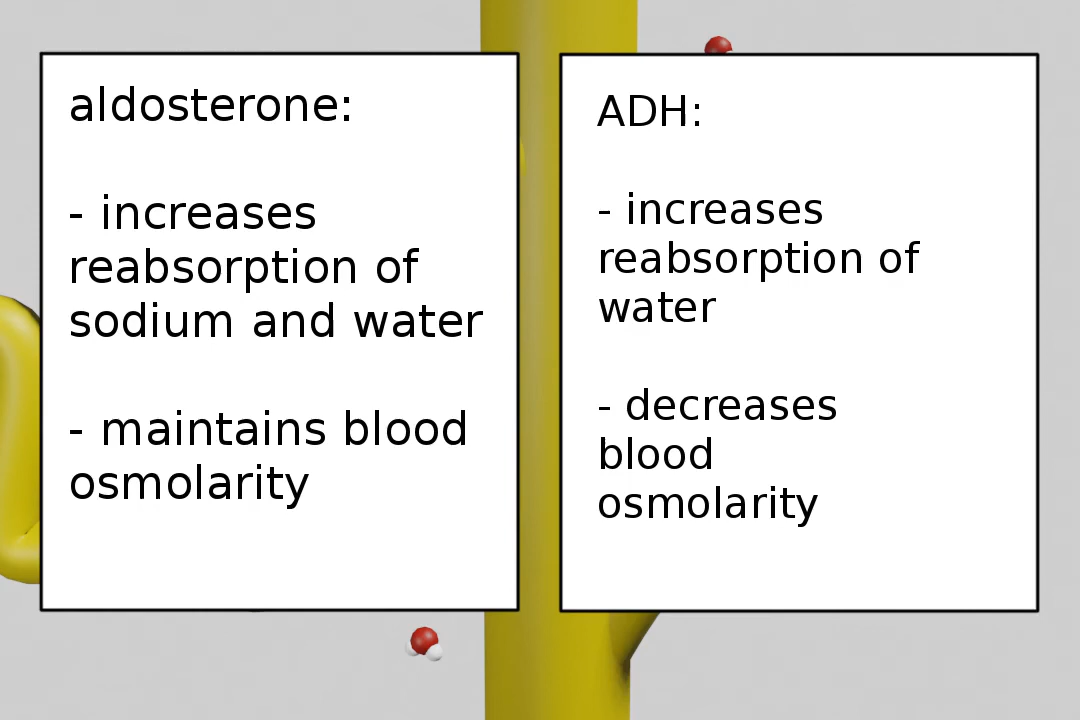 aldosterone:
- increases
reabsorption of
sodium and water
- maintains blood
osmolarity
ADH:
- increases
reabsorption of
water
- decreases
blood
osmolarity